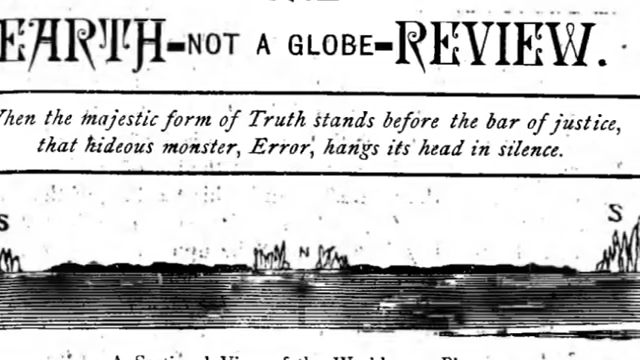 EARTH-NOT A GLOBE-REVIEW.
When the majestic form of Truth stands before the bar of justice,
that hideous monster, Error, hangs its head in silence.
S N S